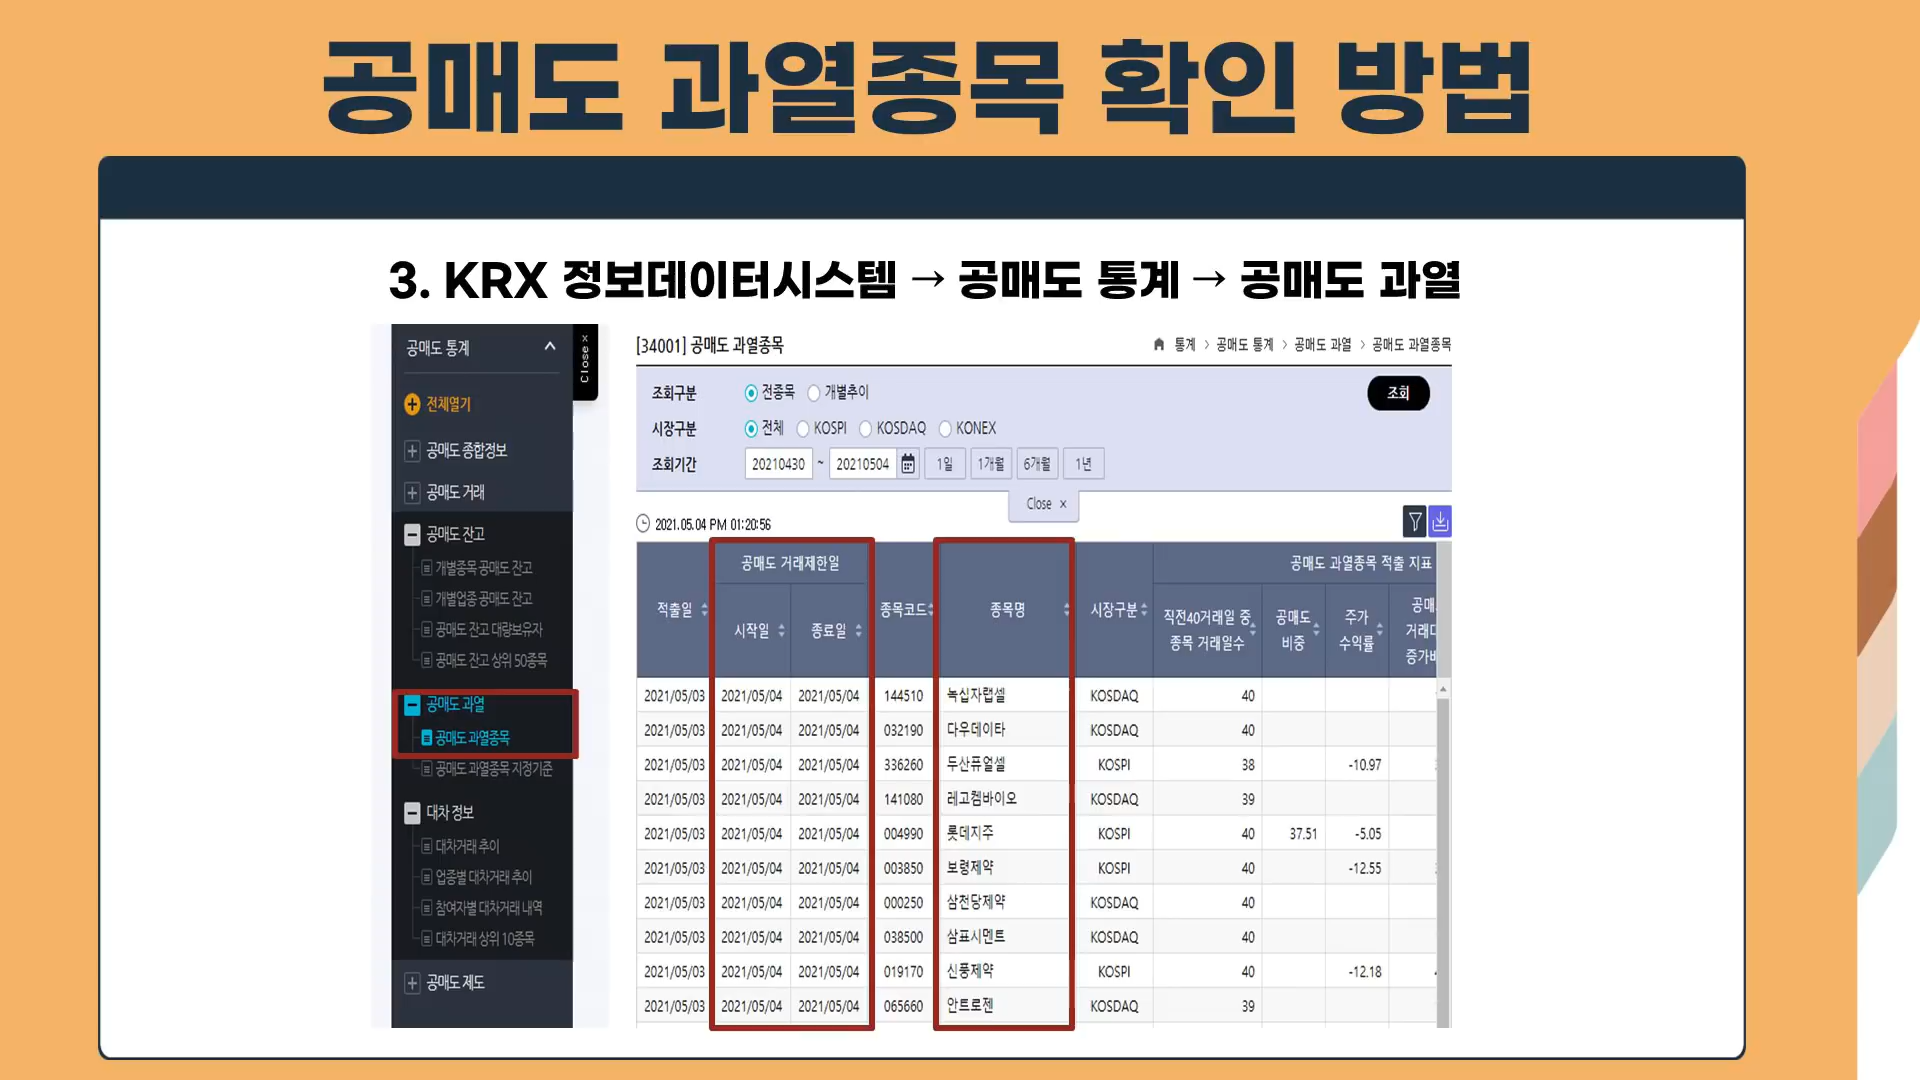 공매도 과열종목 확인 방법
3. KRX 정보데이터시스템 → 공매도 통계 → 공매도 과열
공매도 통계
Close ×
전체열기
공매도 종합정보
공매도 거래
공매도 잔고
개별종목 공매도 잔고
개별업종 공매도 잔고
공매도 잔고 대량보유자
공매도 잔고 상위 50종목
공매도 과열
공매도 과열종목
공매도 과열종목 지정기준
대차 정보
대차거래 추이
업종별 대차거래 추이
참여자별 대차거래 내역
대차거래 상위 10종목
공매도 제도
[34001] 공매도 과열종목
통계 > 공매도 통계 > 공매도 과열 > 공매도 과열종목
조회구분 전종목 개별추이 조회
시장구분 전체 KOSPI KOSDAQ KONEX
조회기간 20210430 ~ 20210504 1일 1개월 6개월 1년
Close ×
2021.05.04 PM 01:20:56
공매도 거래제한일 공매도 과열종목 적출 지표
적출일 시작일 종료일 종목코드 종목명 시장구분
직전40거래일 중 종목 거래일수
공매도 비중
주가 수익률
공매
거래대
증가비
2021/05/03 2021/05/04 2021/05/04 144510 녹십자랩셀 KOSDAQ 40
2021/05/03 2021/05/04 2021/05/04 032190 다우데이타 KOSDAQ 40
2021/05/03 2021/05/04 2021/05/04 336260 두산퓨얼셀 KOSPI 38 -10.97
2021/05/03 2021/05/04 2021/05/04 141080 레고켐바이오 KOSDAQ 39
2021/05/03 2021/05/04 2021/05/04 004990 롯데지주 KOSPI 40 37.51 -5.05
2021/05/03 2021/05/04 2021/05/04 003850 보령제약 KOSPI 40 -12.55
2021/05/03 2021/05/04 2021/05/04 000250 삼천당제약 KOSDAQ 40
2021/05/03 2021/05/04 2021/05/04 038500 삼표시멘트 KOSDAQ 40
2021/05/03 2021/05/04 2021/05/04 019170 신풍제약 KOSPI 40 -12.18
2021/05/03 2021/05/04 2021/05/04 065660 안트로젠 KOSDAQ 39